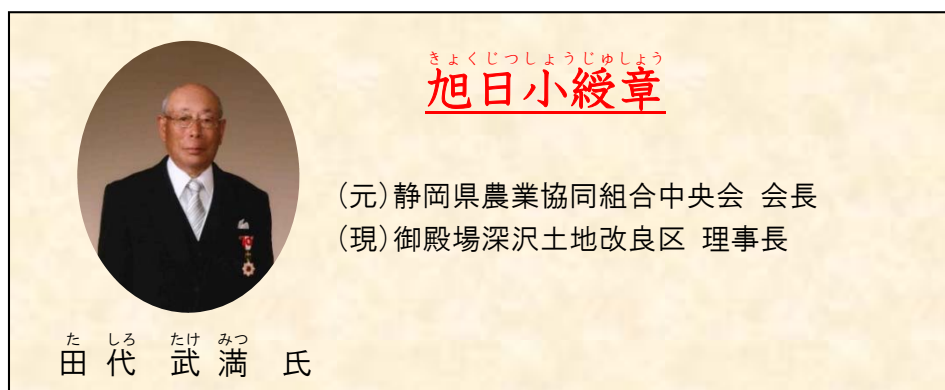 きょくじつしょうじゅしょう
旭日小綬章
(元)静岡県農業協同組合中央会 会長
(現)御殿場深沢土地改良区 理事長
た しろ たけ みつ
田代 武満 氏